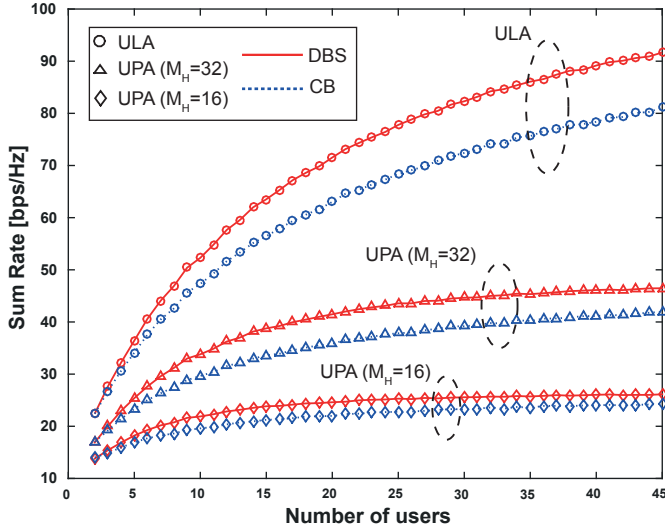 100
90
80
70
60
50
40
30
20
10
Sum Rate [bps/Hz]
ULA
UPA (M_H=32)
UPA (M_H=16)
DBS
CB
ULA
UPA (M_H=32)
UPA (M_H=16)
0 5 10 15 20 25 30 35 40 45
Number of users